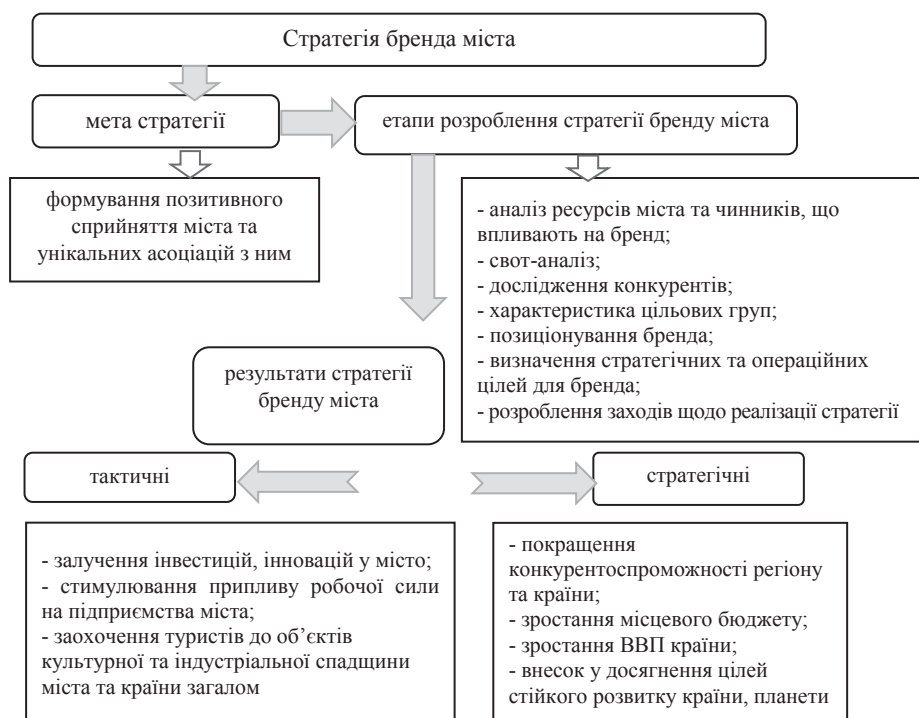 Стратегія бренда міста
мета стратегії
етапи розроблення стратегії бренду міста
формування позитивного
сприйняття міста та
унікальних асоціацій з ним
- аналіз ресурсів міста та чинників, що
впливають на бренд;
- свот-аналіз;
- дослідження конкурентів;
- характеристика цільових груп;
- позиціонування бренда;
- визначення стратегічних та операційних
цілей для бренда;
- розроблення заходів щодо реалізації стратегії
результати стратегії
бренду міста
тактичні
стратегічні
- залучення інвестицій, інновацій у місто;
- стимулювання припливу робочої сили
на підприємства міста;
- заохочення туристів до об’єктів
культурної та індустріальної спадщини
міста та країни загалом
- покращення
конкурентоспроможності регіону
та країни;
- зростання місцевого бюджету;
- зростання ВВП країни;
- внесок у досягнення цілей
стійкого розвитку країни, планети